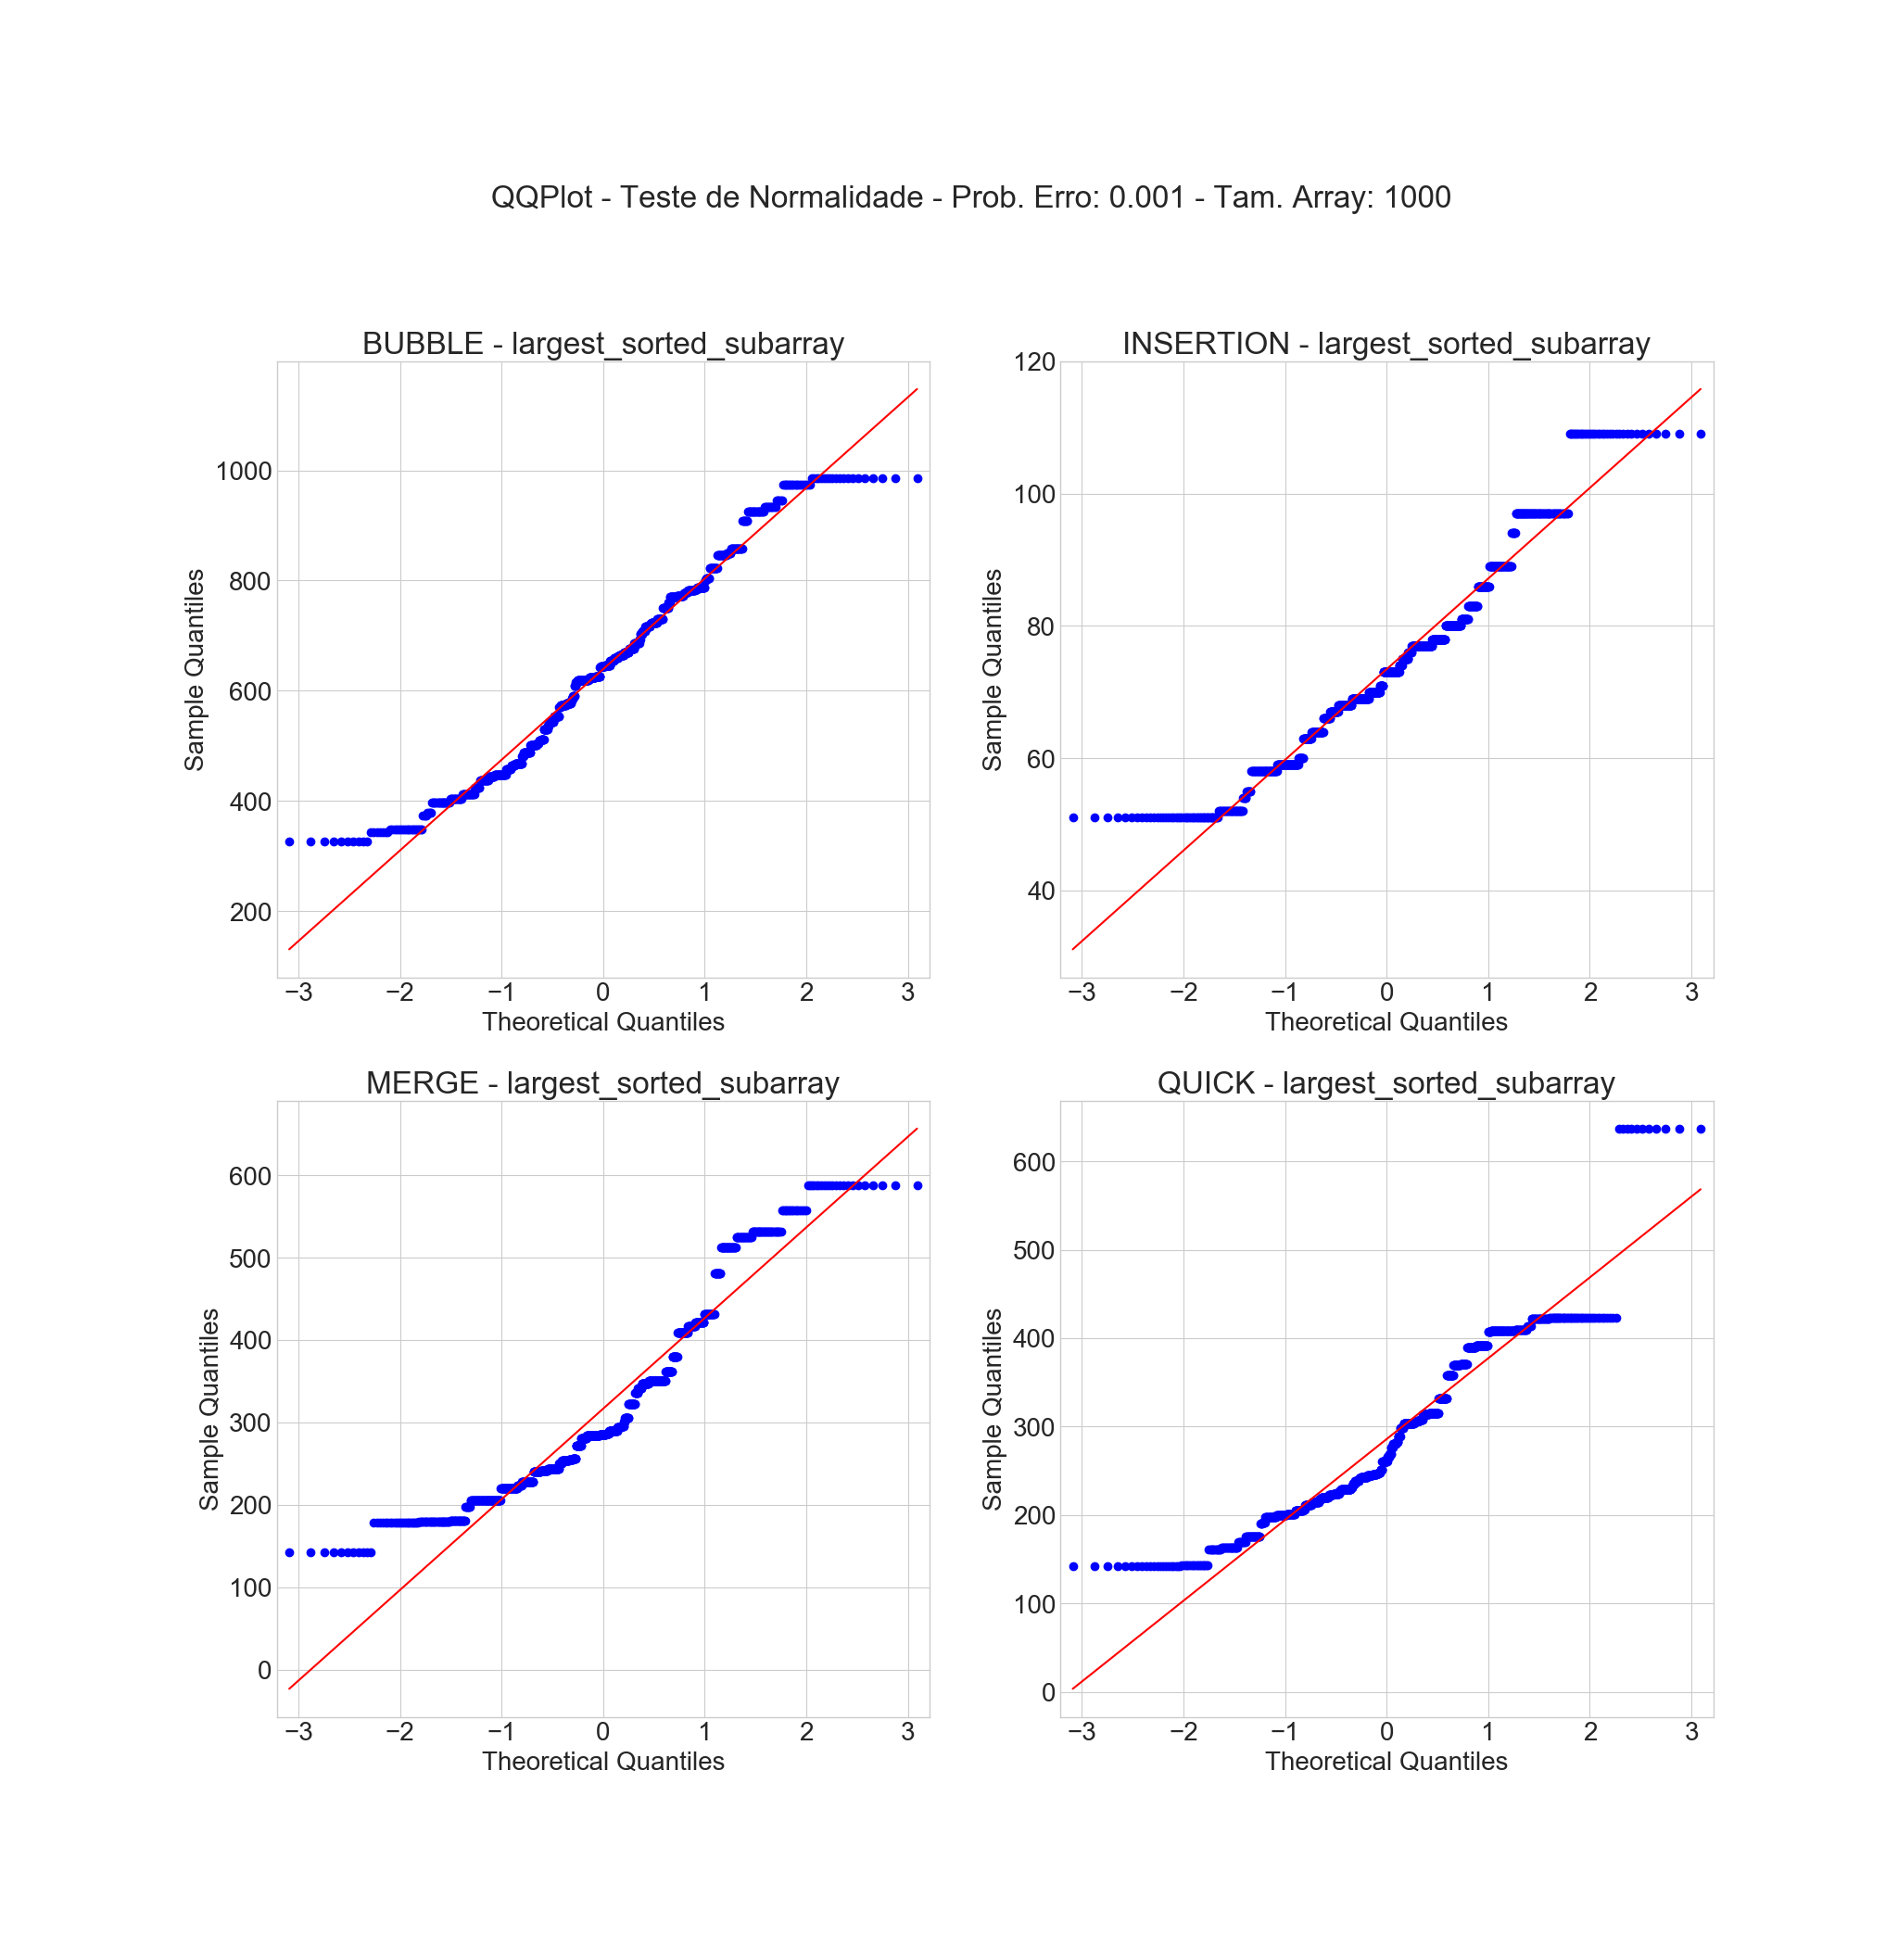 QQPlot - Teste de Normalidade - Prob. Erro: 0.001 - Tam. Array: 1000
BUBBLE - largest_sorted_subarray
Sample Quantiles
1000
800
600
400
200
−3 −2 −1 0 1 2 3
Theoretical Quantiles
INSERTION - largest_sorted_subarray
Sample Quantiles
120
100
80
60
40
−3 −2 −1 0 1 2 3
Theoretical Quantiles
MERGE - largest_sorted_subarray
Sample Quantiles
600
500
400
300
200
100
0
−3 −2 −1 0 1 2 3
Theoretical Quantiles
QUICK - largest_sorted_subarray
Sample Quantiles
600
500
400
300
200
100
0
−3 −2 −1 0 1 2 3
Theoretical Quantiles